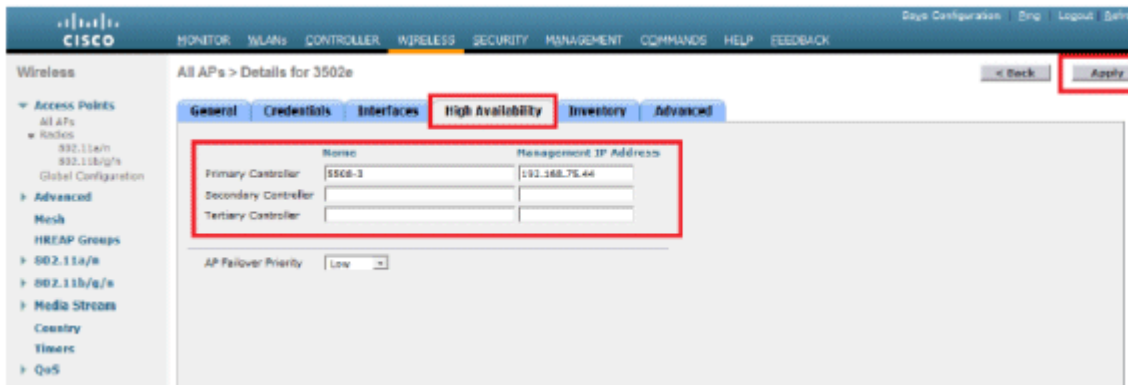 Save Configuration | Ping | Logout | Refr
CISCO
MONITOR WLANs CONTROLLER WIRELESS SECURITY MANAGEMENT COMMANDS HELP FEEDBACK
Wireless
All APs > Details for 3502e
< Back
Apply
Access Points
All APs
Radios
802.11a/n
802.11b/g/n
Global Configuration
Advanced
Mesh
HREAP Groups
802.11a/n
802.11b/g/n
Media Stream
Country
Timers
QoS
General Credentials Interfaces High Availability Inventory Advanced
Name Management IP Address
Primary Controller 5508-3 192.168.75.44
Secondary Controller
Tertiary Controller
AP Failover Priority Low